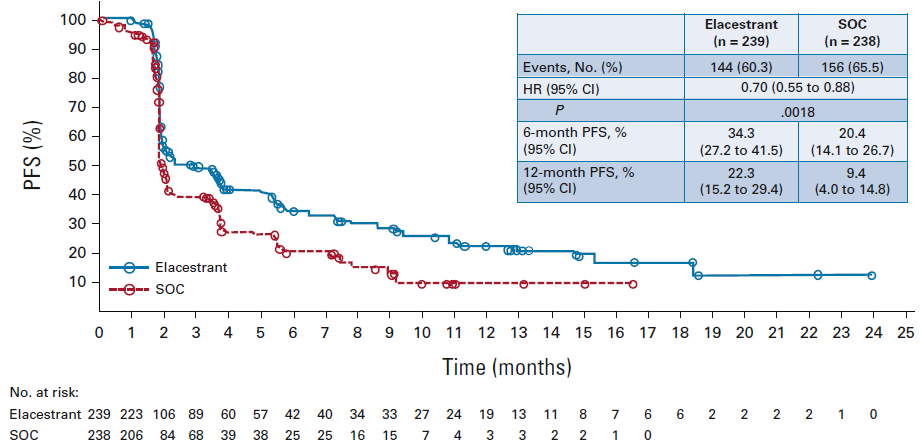 Elacestrant SOC
(n = 239) (n = 238)
Events, No. (%) 144 (60.3) 156 (65.5)
HR (95% CI) 0.70 (0.55 to 0.88)
P .0018
6-month PFS, % 34.3 20.4
(95% CI) (27.2 to 41.5) (14.1 to 26.7)
12-month PFS, % 22.3 9.4
(95% CI) (15.2 to 29.4) (4.0 to 14.8)
PFS (%)
100
90
80
70
60
50
40
30
20
10
Elacestrant
SOC
0 1 2 3 4 5 6 7 8 9 10 11 12 13 14 15 16 17 18 19 20 21 22 23 24 25
Time (months)
No. at risk:
Elacestrant 239 223 106 89 60 57 42 40 34 33 27 24 19 13 11 8 7 6 6 2 2 2 2 1 0
SOC 238 206 84 68 39 38 25 25 16 15 7 4 3 3 2 2 1 0